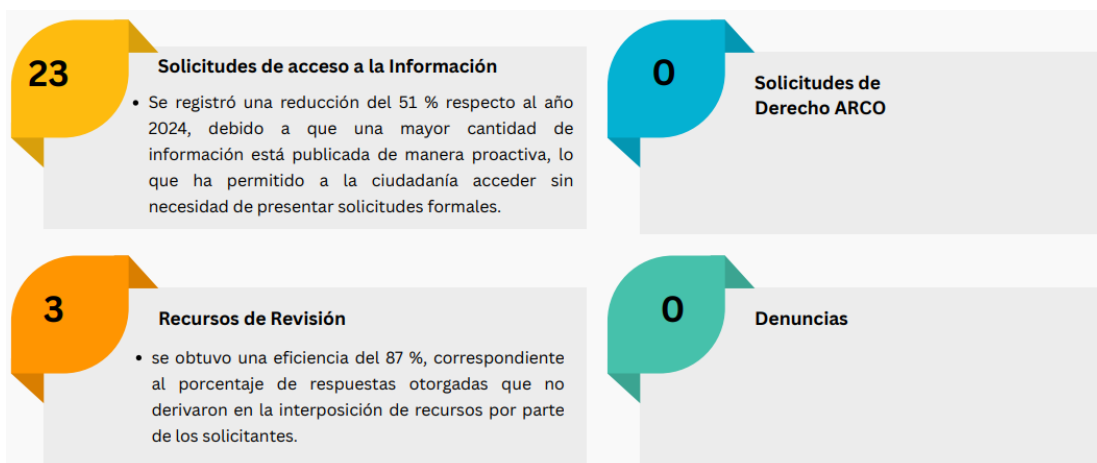 23
Solicitudes de acceso a la Información
• Se registró una reducción del 51 % respecto al año
2024, debido a que una mayor cantidad de
información está publicada de manera proactiva, lo
que ha permitido a la ciudadanía acceder sin
necesidad de presentar solicitudes formales.
0
Solicitudes de
Derecho ARCO
3
Recursos de Revisión
• se obtuvo una eficiencia del 87 %, correspondiente
al porcentaje de respuestas otorgadas que no
derivaron en la interposición de recursos por parte
de los solicitantes.
0
Denuncias